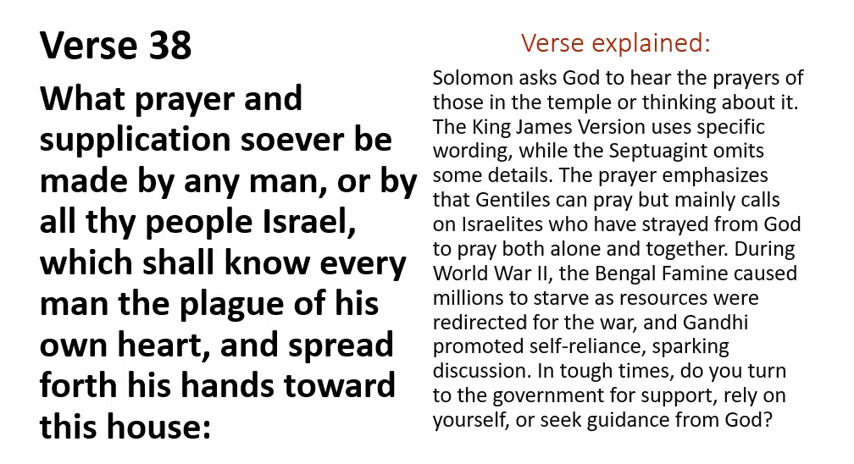 Verse 38
What prayer and
supplication soever be
made by any man, or by
all thy people Israel,
which shall know every
man the plague of his
own heart, and spread
forth his hands toward
this house:
Verse explained:
Solomon asks God to hear the prayers of
those in the temple or thinking about it.
The King James Version uses specific
wording, while the Septuagint omits
some details. The prayer emphasizes
that Gentiles can pray but mainly calls
on Israelites who have strayed from God
to pray both alone and together. During
World War II, the Bengal Famine caused
millions to starve as resources were
redirected for the war, and Gandhi
promoted self-reliance, sparking
discussion. In tough times, do you turn
to the government for support, rely on
yourself, or seek guidance from God?